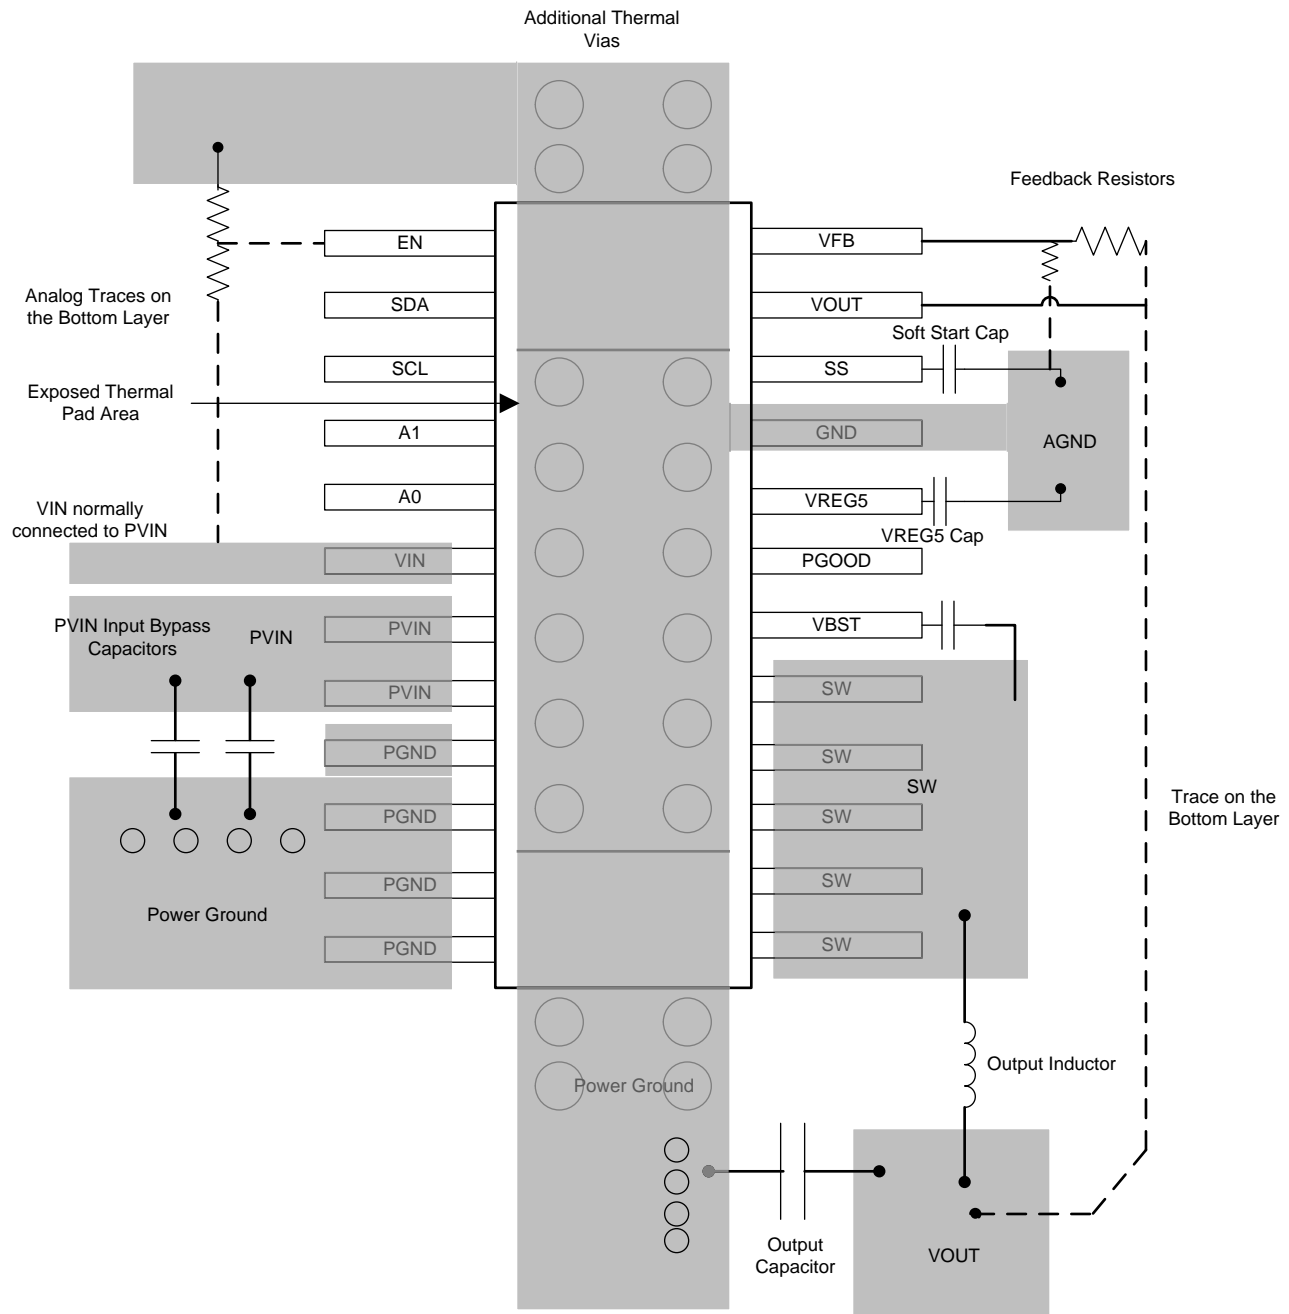 Additional Thermal
Vias
Feedback Resistors
EN
VFB
Analog Traces on
the Bottom Layer
SDA
VOUT
Soft Start Cap
SCL
SS
Exposed Thermal
Pad Area
A1
GND
AGND
A0
VREG5
VIN normally
connected to PVIN
VREG5 Cap
VIN
PGOOD
PVIN Input Bypass
Capacitors
PVIN
PVIN
VBST
PVIN
SW
PGND
SW
SW
PGND
SW
Trace on the
Bottom Layer
PGND
SW
Power Ground
PGND
SW
Output Inductor
Power Ground
Output
Capacitor
VOUT